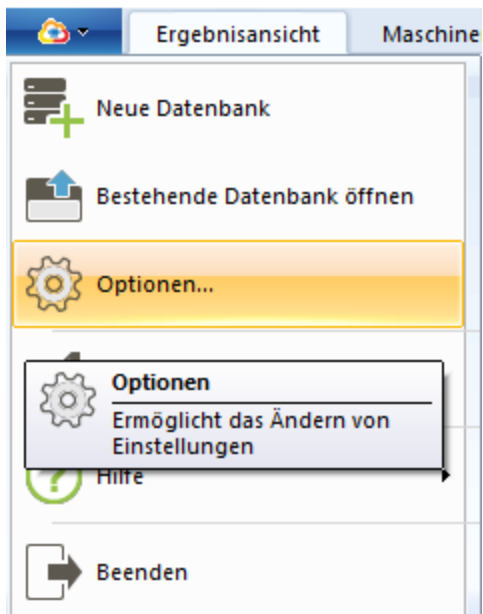 Ergebnisansicht Maschine
Neue Datenbank
Bestehende Datenbank öffnen
Optionen...
Optionen
Ermöglicht das Ändern von
Einstellungen
Hilfe
Beenden